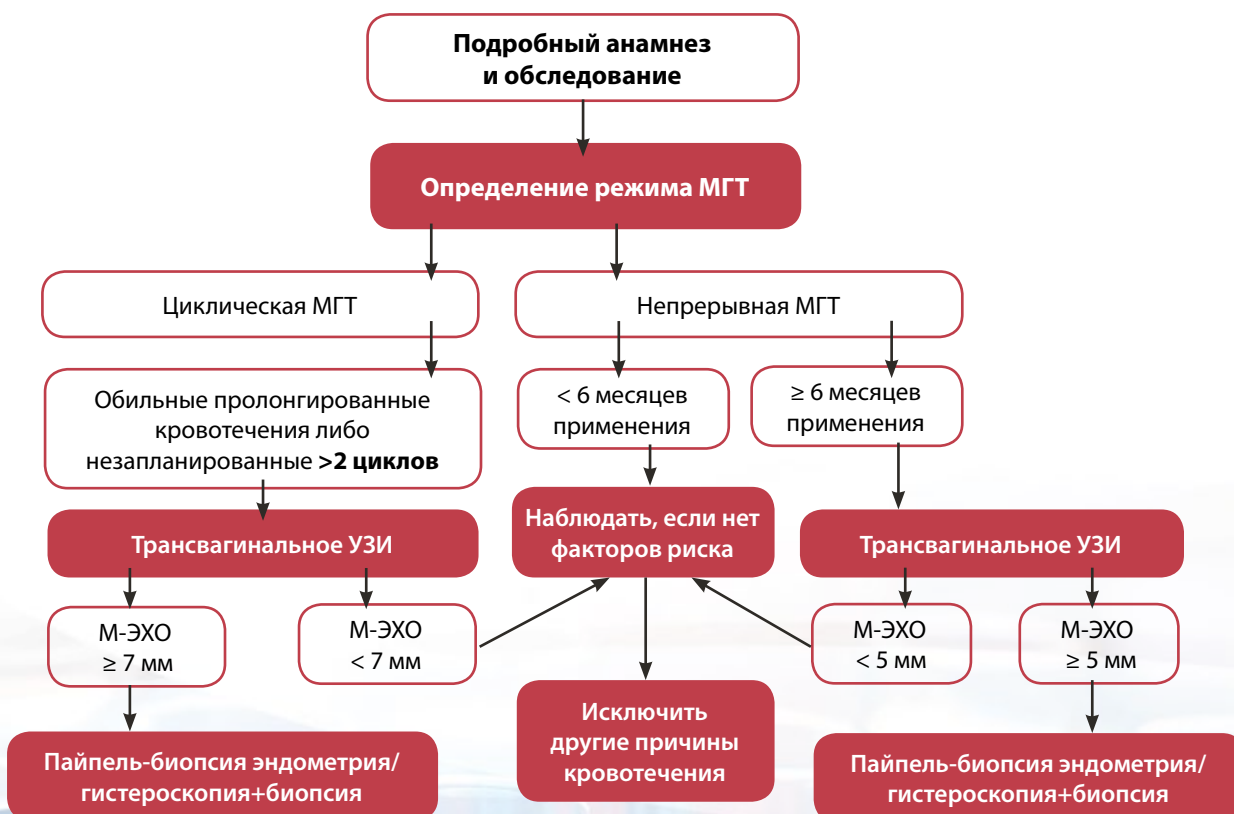 Подробный анамнез
и обследование
Определение режима МГТ
Циклическая МГТ
Непрерывная МГТ
Обильные пролонгированные
кровотечения либо
незапланированные >2 циклов
< 6 месяцев
применения
≥ 6 месяцев
применения
Трансвагинальное УЗИ
Наблюдать, если нет
факторов риска
Трансвагинальное УЗИ
М-ЭХО
≥ 7 мм
М-ЭХО
< 7 мм
М-ЭХО
< 5 мм
М-ЭХО
≥ 5 мм
Пайпель-биопсия эндометрия/
гистероскопия+биопсия
Исключить
другие причины
кровотечения
Пайпель-биопсия эндометрия/
гистероскопия+биопсия